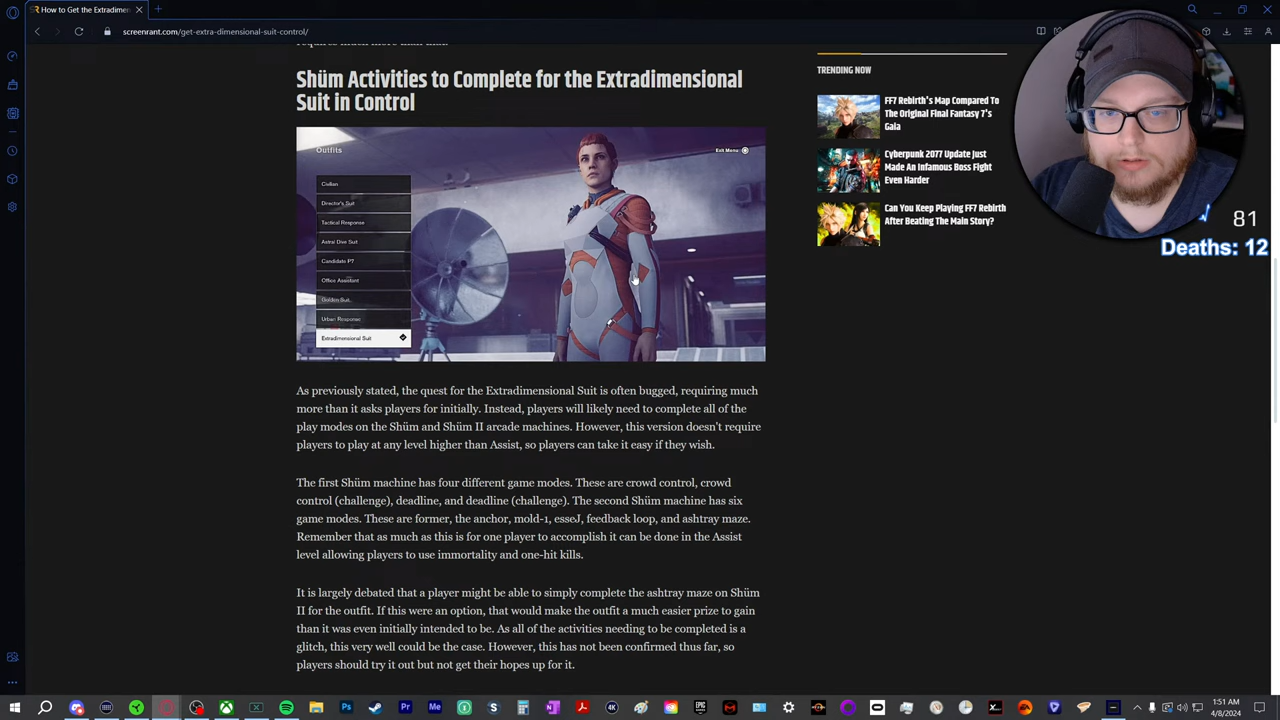 How to Get the Extradimen
screenrant.com/get-extra-dimensional-suit-control/
Shüm Activities to Complete for the Extradimensional
Suit in Control
Outfits
Exit Menu
Civilian
Director's Suit
Tactical Response
Astral Dive Suit
Candidate P7
Office Assistant
Golden Suit
Urban Response
Extradimensional Suit
As previously stated, the quest for the Extradimensional Suit is often bugged, requiring much
more than it asks players for initially. Instead, players will likely need to complete all of the
play modes on the Shüm and Shüm II arcade machines. However, this version doesn't require
players to play at any level higher than Assist, so players can take it easy if they wish.
The first Shüm machine has four different game modes. These are crowd control, crowd
control (challenge), deadline, and deadline (challenge). The second Shüm machine has six
game modes. These are former, the anchor, mold-1, esseJ, feedback loop, and ashtray maze.
Remember that as much as this is for one player to accomplish it can be done in the Assist
level allowing players to use immortality and one-hit kills.
It is largely debated that a player might be able to simply complete the ashtray maze on Shüm
II for the outfit. If this were an option, that would make the outfit a much easier prize to gain
than it was even initially intended to be. As all of the activities needing to be completed is a
glitch, this very well could be the case. However, this has not been confirmed thus far, so
players should try it out but not get their hopes up for it.
TRENDING NOW
FF7 Rebirth's Map Compared To
The Original Final Fantasy 7's
Gaia
Cyberpunk 2077 Update Just
Made An Infamous Boss Fight
Even Harder
Can You Keep Playing FF7 Rebirth
After Beating The Main Story?
81
Deaths: 12
1:51 AM
4/8/2024